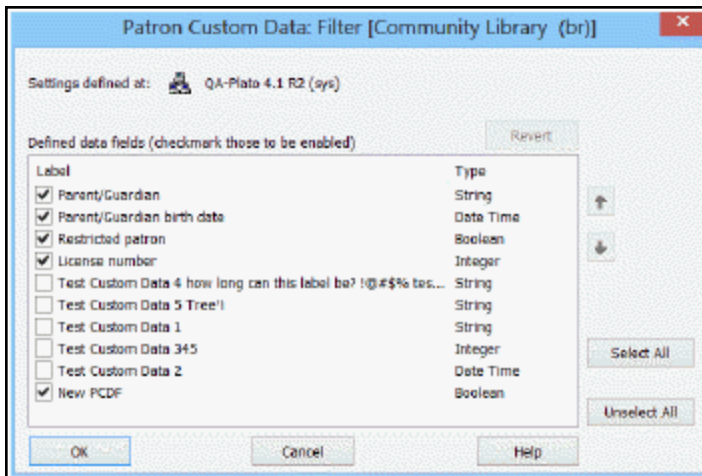 Patron Custom Data: Filter [Community Library (br)]
Settings defined at: QA-Plato 4.1 R2 (sys)
Defined data fields (checkmark those to be enabled) Revert
Label Type
Parent/Guardian String
Parent/Guardian birth date Date Time
Restricted patron Boolean
License number Integer
Test Custom Data 4 how long can this label be? !@#$% tes... String
Test Custom Data 5 Tree'! String
Test Custom Data 1 String
Test Custom Data 345 Integer
Test Custom Data 2 Date Time
New PCDF Boolean
Select All
Unselect All
OK Cancel Help